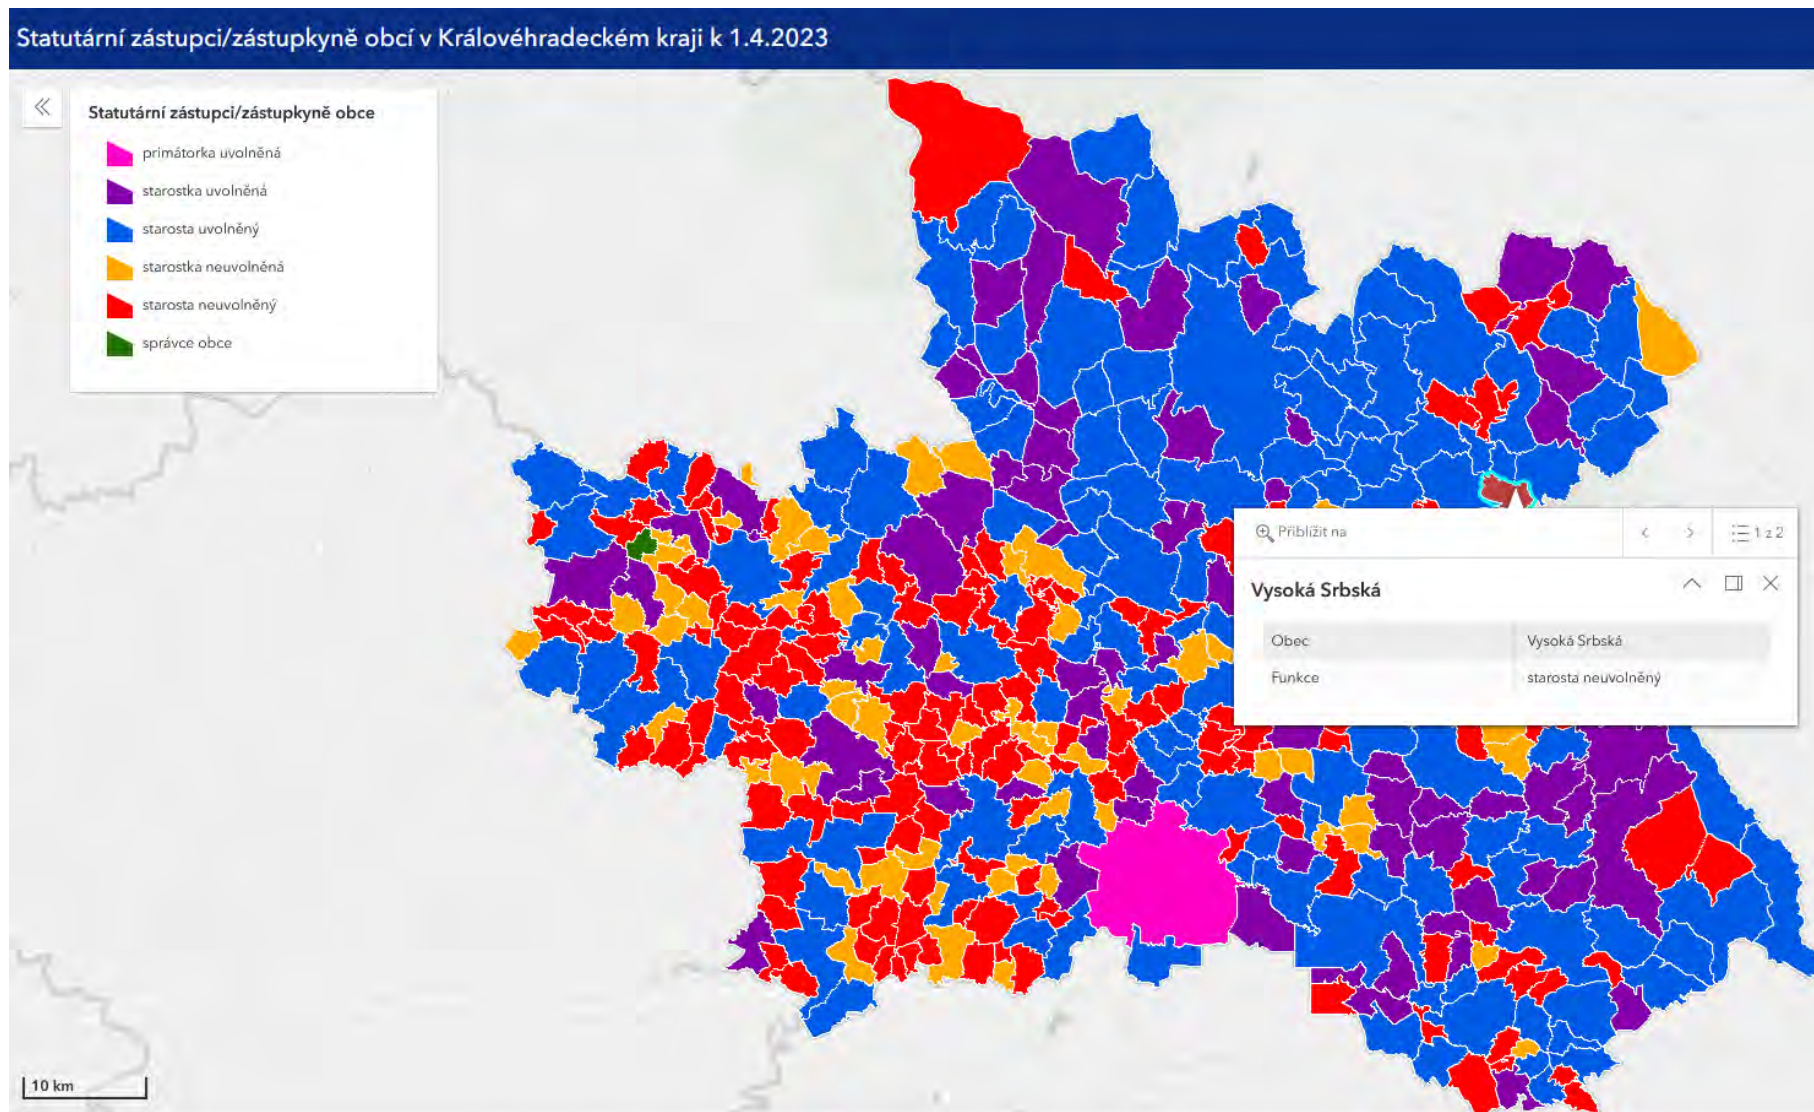 Statutární zástupci/zástupkyně obcí v Královéhradeckém kraji k 1.4.2023
Statutární zástupci/zástupkyně obce
primátorka uvolněná
starostka uvolněná
starosta uvolněný
starostka neuvolněná
starosta neuvolněný
správce obce
Přiblížit na
1 z 2
Vysoká Srbská
Obec Vysoká Srbská
Funkce starosta neuvolněný
10 km